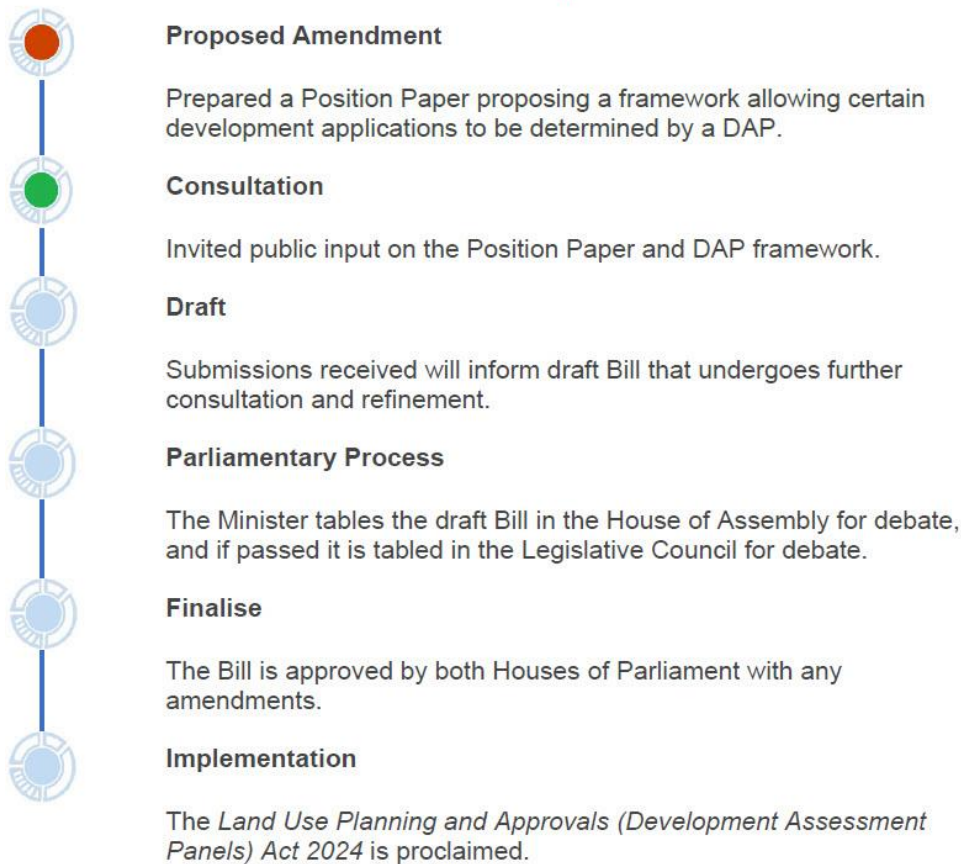 Proposed Amendment
Prepared a Position Paper proposing a framework allowing certain
development applications to be determined by a DAP.
Consultation
Invited public input on the Position Paper and DAP framework.
Draft
Submissions received will inform draft Bill that undergoes further
consultation and refinement.
Parliamentary Process
The Minister tables the draft Bill in the House of Assembly for debate,
and if passed it is tabled in the Legislative Council for debate.
Finalise
The Bill is approved by both Houses of Parliament with any
amendments.
Implementation
The Land Use Planning and Approvals (Development Assessment
Panels) Act 2024 is proclaimed.